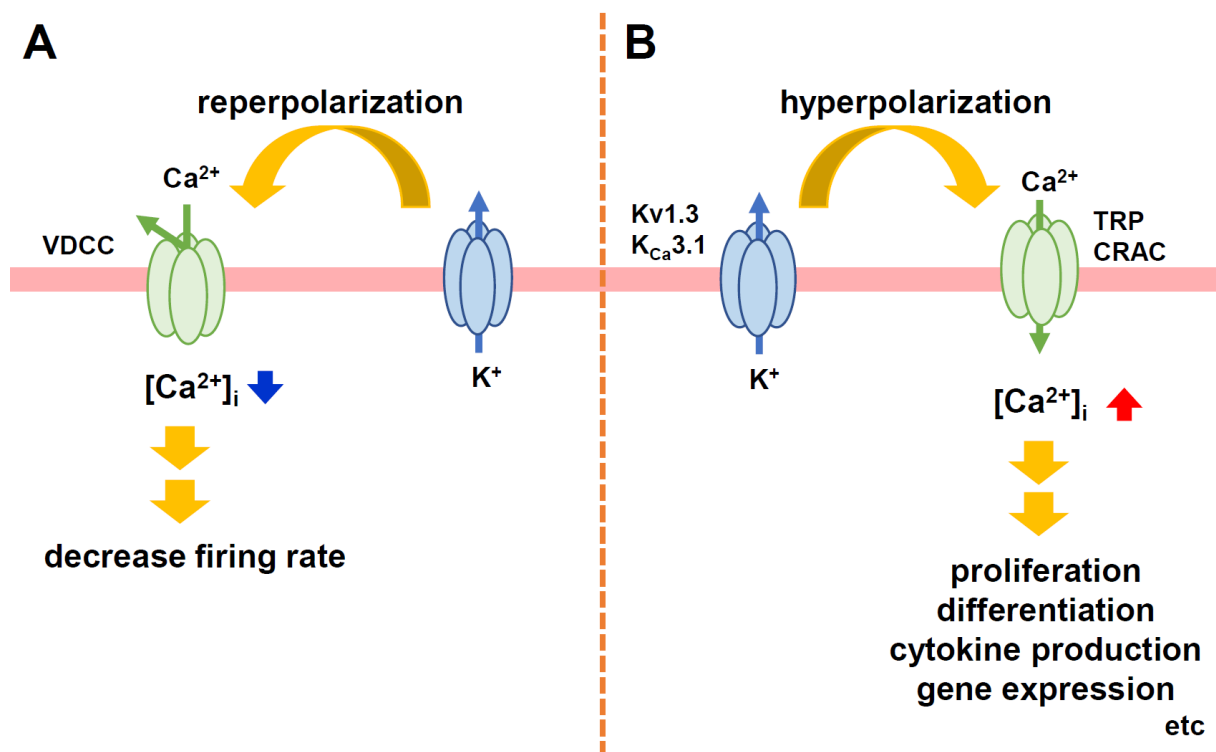 A
reperpolarization
Ca²⁺
VDCC
K⁺
[Ca²⁺]ᵢ
decrease firing rate
B
hyperpolarization
Ca²⁺
Kv1.3
K_Ca3.1
TRP
CRAC
K⁺
[Ca²⁺]ᵢ
proliferation
differentiation
cytokine production
gene expression
etc